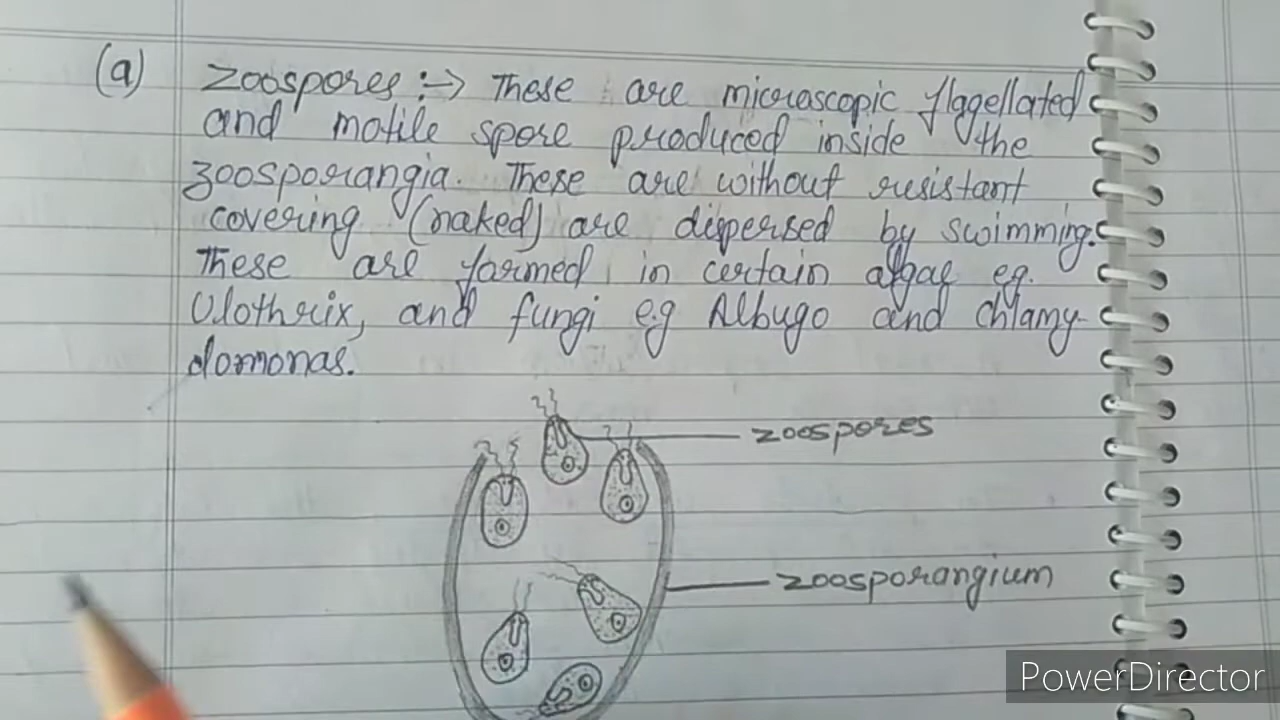 (a) Zoospores :-> These are microscopic flagellated
and motile spore produced inside the
zoosporangia. These are without resistant
covering (naked) are dispersed by swimming.
These are formed in certain algae eg.
Ulothrix, and fungi e.g Albugo and chlamy-
domonas.
zoospores
zoosporangium
PowerDirector